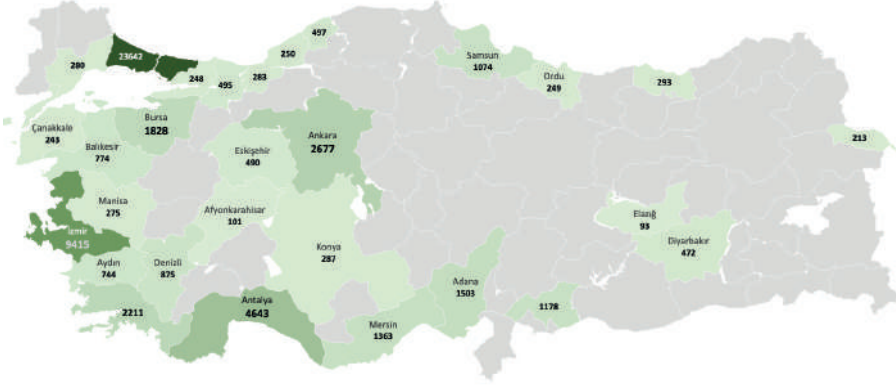 497
250
23642
280
248
495
283
Samsun
1074
Ordu
249
293
213
Çanakkale
243
Bursa
1828
Balıkesir
774
Eskişehir
490
Ankara
2677
Manisa
275
Afyonkarahisar
101
İzmir
9415
Aydın
744
Denizli
875
Konya
287
Elazığ
93
Diyarbakır
472
2211
Antalya
4643
Mersin
1363
Adana
1503
1178